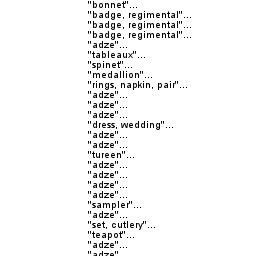 "bonnet"...
"badge, regimental"...
"badge, regimental"...
"badge, regimental"...
"adze"...
"tableaux"...
"spinet"...
"medallion"...
"rings, napkin, pair"...
"adze"...
"adze"...
"adze"...
"dress, wedding"...
"adze"...
"adze"...
"tureen"...
"adze"...
"adze"...
"adze"...
"adze"...
"sampler"...
"adze"...
"set, cutlery"...
"teapot"...
"adze"...
"adze"...